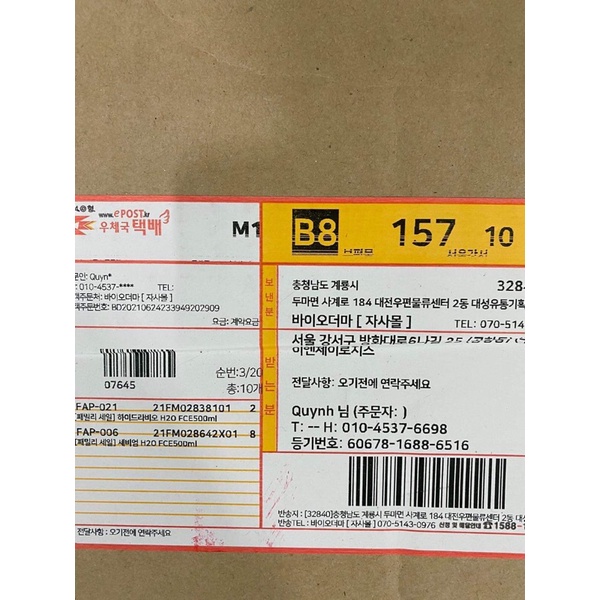 www.ePOST.kr
우체국 택배
M1
B8
157
10
문인: Quyn*
: 010-4537-**** TEL:
객주문처: 바이오더마 [ 자사몰 ]
객주문번호: BD20210624233949202909
요금: 계약요금
보낸분
충청남도 계룡시 3284
두마면 사계로 184 대전우편물류센터 2동 대성유통기획
바이오더마 [ 자사몰 ] TEL: 070-5143
07645
순번:3/20
총:10개
FAP-021 21FM02838101 2
[패밀리 세일] 하이드라비오 H2O FCE500ml
FAP-006 21FM028642X01 8
[패밀리 세일] 세비엄 H2O FCE500ml
전달사항: 오기전에 연락주세요
받는분
서울 강서구
이엔제이로지스
전달사항: 오기전에 연락주세요
Quynh 님 (주문자: )
T: -- H: 010-4537-6698
등기번호: 60678-1688-6516
반송지 : [32840]충청남도 계룡시 두마면 사계로 184 대전우편물류센터 2동 대
반송TEL : 바이오더마 [ 자사몰 ] 070-5143-0976 ☎1588-1